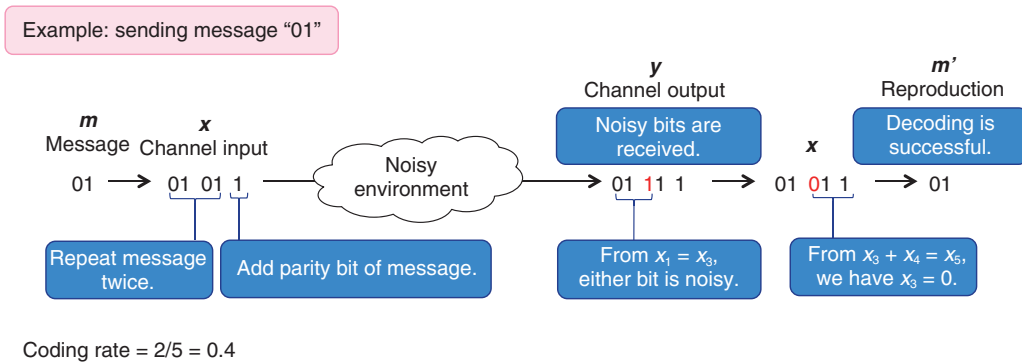 Example: sending message “01”
m
Message
x
Channel input
y
Channel output
m’
Reproduction
Noisy bits are
received.
Decoding is
successful.
x
Noisy
environment
01
01 01 1
01 11 1
01 01 1
01
Repeat message
twice.
Add parity bit of message.
From x₁ = x₃,
either bit is noisy.
From x₃ + x₄ = x₅,
we have x₃ = 0.
Coding rate = 2/5 = 0.4